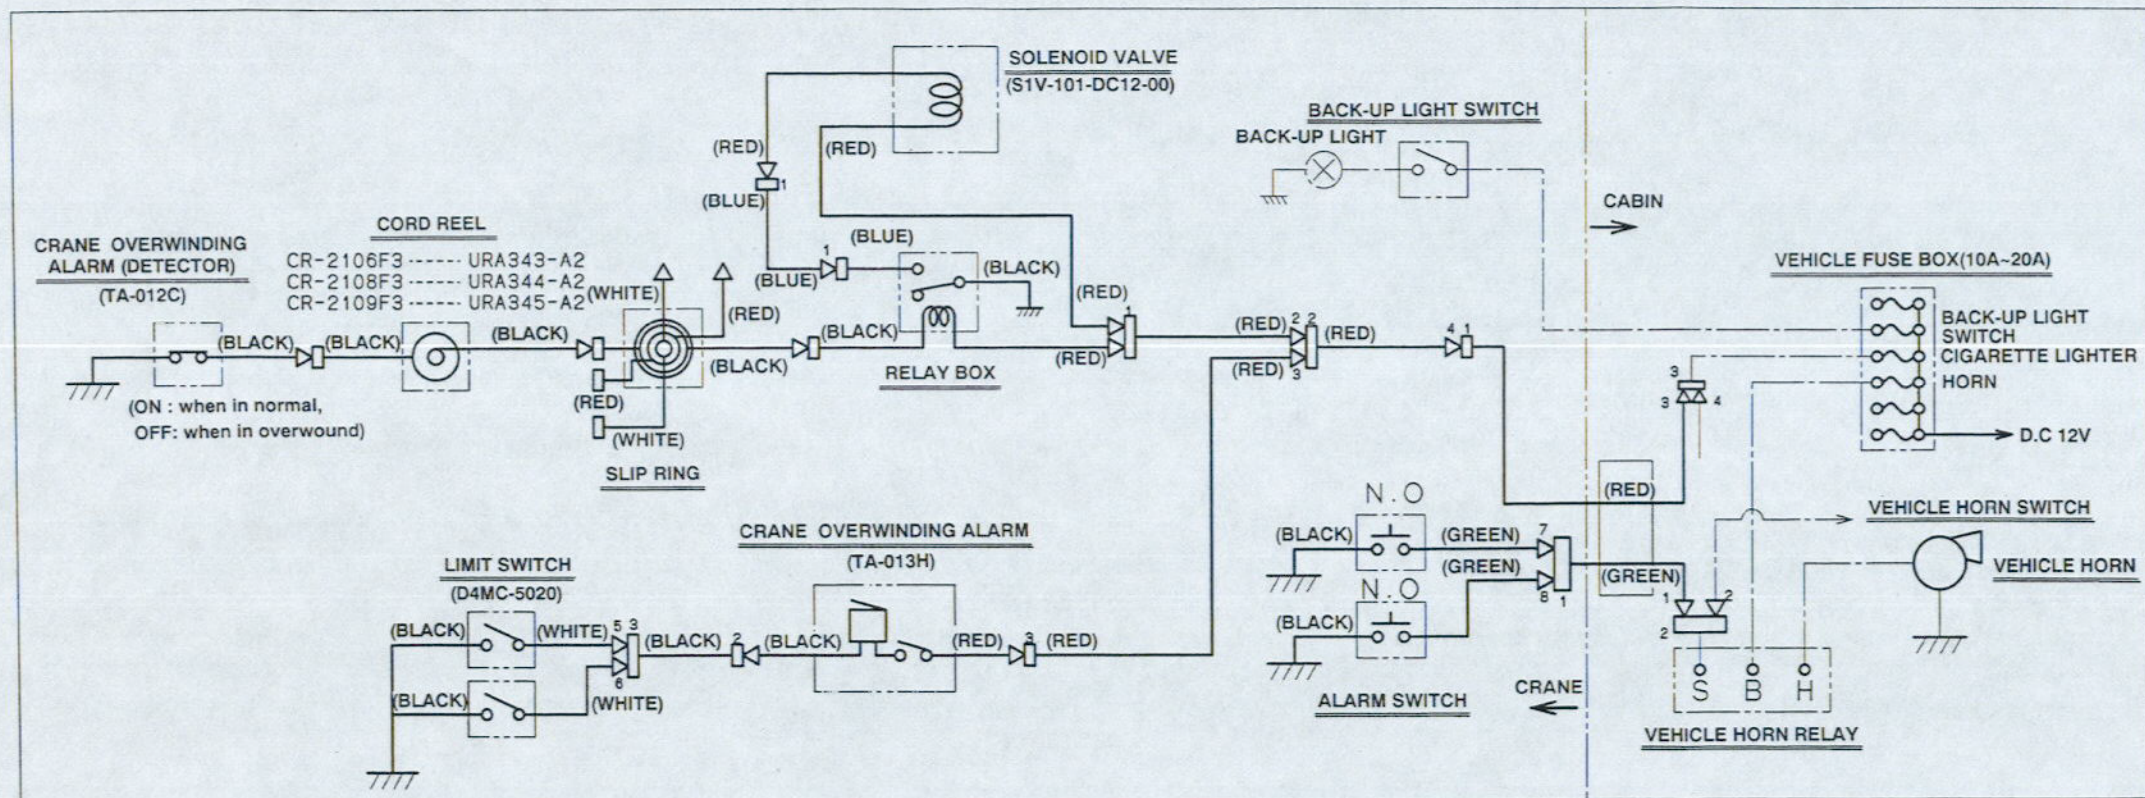 SOLENOID VALVE
(S1V-101-DC12-00)
BACK-UP LIGHT SWITCH
BACK-UP LIGHT
(RED)
(RED)
1
(BLUE)
CABIN
CORD REEL
(BLUE)
CRANE OVERWINDING
ALARM (DETECTOR)
(TA-012C)
CR-2106F3 ----- URA343-A2
CR-2108F3 ----- URA344-A2
CR-2109F3 ----- URA345-A2
1
(BLUE)
(BLACK)
VEHICLE FUSE BOX(10A~20A)
(WHITE)
(RED)
(RED)
1
BACK-UP LIGHT
SWITCH
CIGARETTE LIGHTER
HORN
D.C 12V
(BLACK)
(BLACK)
(BLACK)
(BLACK)
(BLACK)
(RED)
(RED)
2 2
(RED)
4 1
(RED)
3
RELAY BOX
3
3
4
(ON : when in normal,
OFF: when in overwound)
(RED)
(WHITE)
SLIP RING
(RED)
N.O
(BLACK)
(GREEN)
7
VEHICLE HORN SWITCH
CRANE OVERWINDING ALARM
(TA-013H)
(GREEN)
8
1
(GREEN)
VEHICLE HORN
LIMIT SWITCH
(D4MC-5020)
N.O
(BLACK)
1
2
2
(BLACK)
(WHITE)
5 3
(BLACK)
2
(BLACK)
(RED)
3
(RED)
6
(BLACK)
(WHITE)
ALARM SWITCH
CRANE
S B H
VEHICLE HORN RELAY